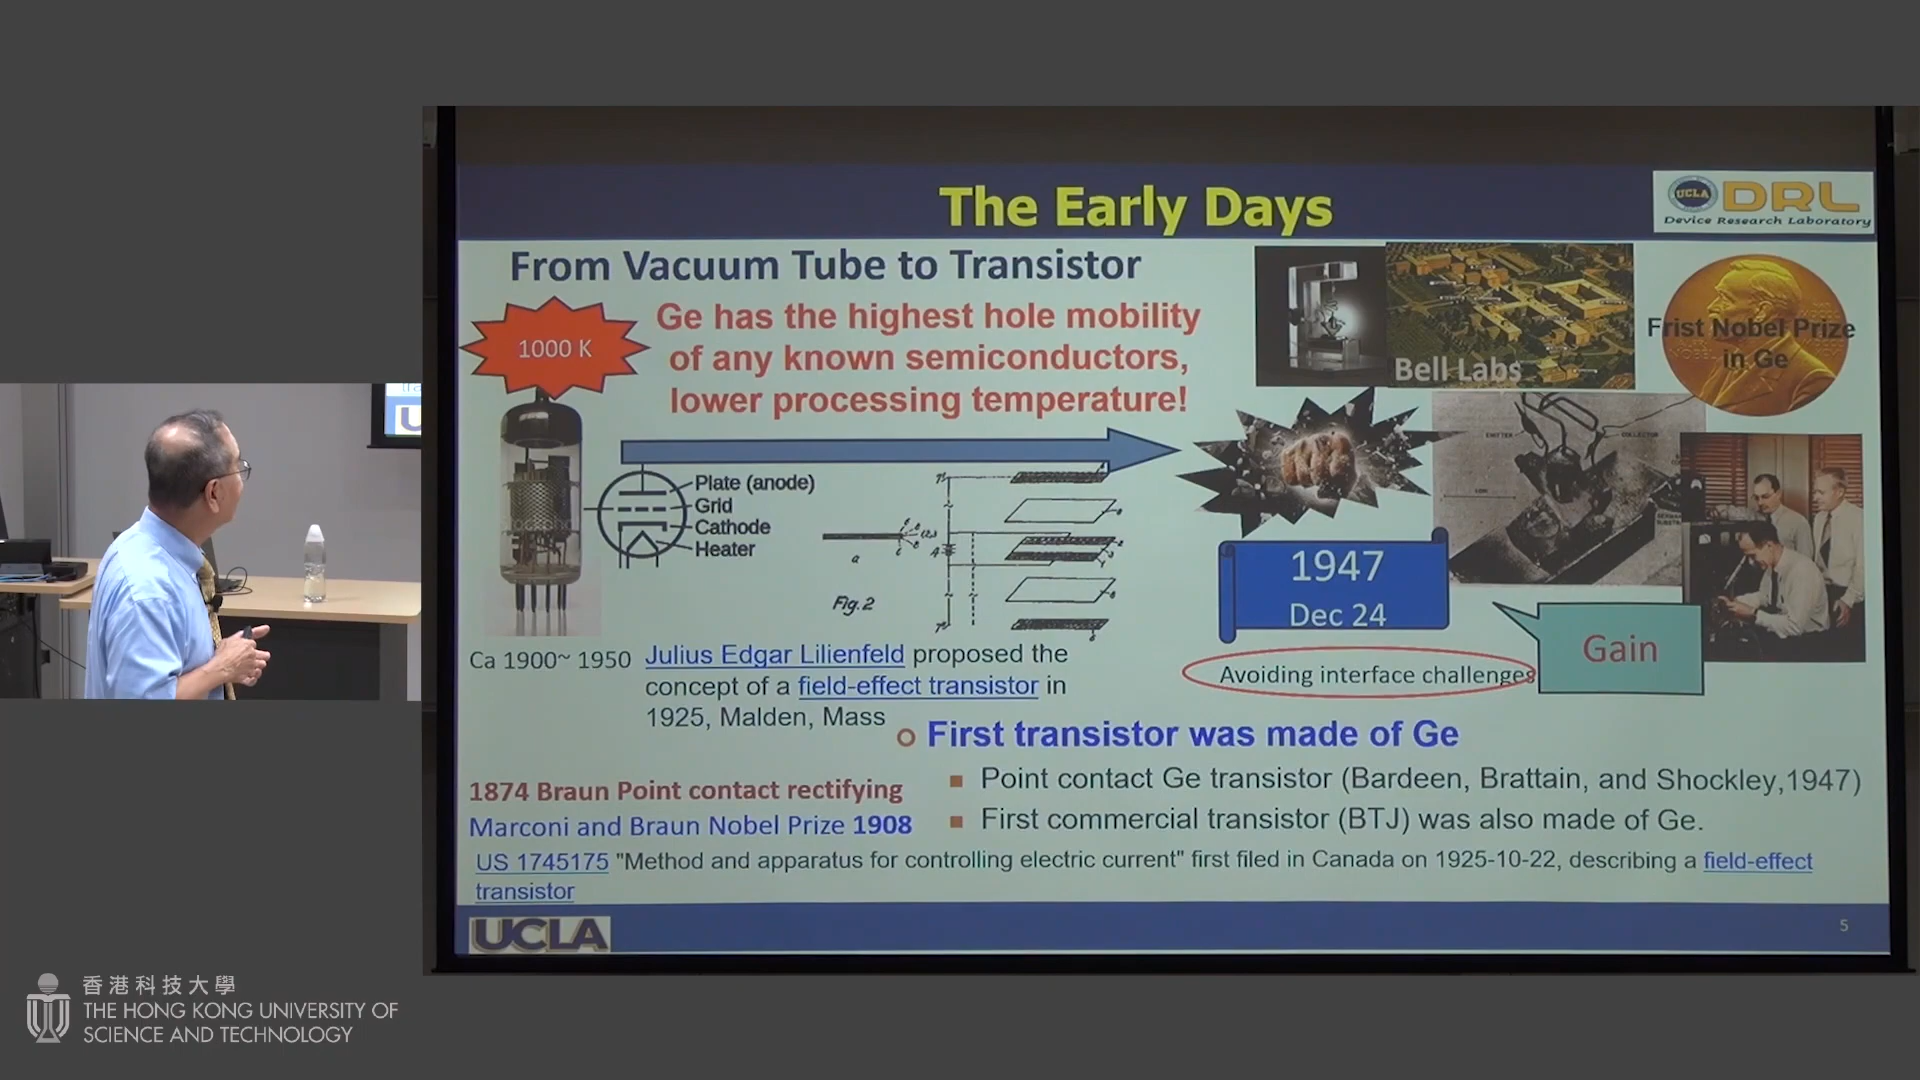 The Early Days
UCLA DRL
Device Research Laboratory
From Vacuum Tube to Transistor
1000 K
Ge has the highest hole mobility
of any known semiconductors,
lower processing temperature!
Bell Labs
Frist Nobel Prize
in Ge
Plate (anode)
Grid
Cathode
Heater
Fig.2
EMITTER
COLLECTOR
1947
Dec 24
Gain
Avoiding interface challenges
Ca 1900~ 1950
Julius Edgar Lilienfeld proposed the
concept of a field-effect transistor in
1925, Malden, Mass
First transistor was made of Ge
Point contact Ge transistor (Bardeen, Brattain, and Shockley,1947)
First commercial transistor (BTJ) was also made of Ge.
1874 Braun Point contact rectifying
Marconi and Braun Nobel Prize 1908
US 1745175 "Method and apparatus for controlling electric current" first filed in Canada on 1925-10-22, describing a field-effect
transistor
UCLA
5
香港科技大學
THE HONG KONG UNIVERSITY OF
SCIENCE AND TECHNOLOGY